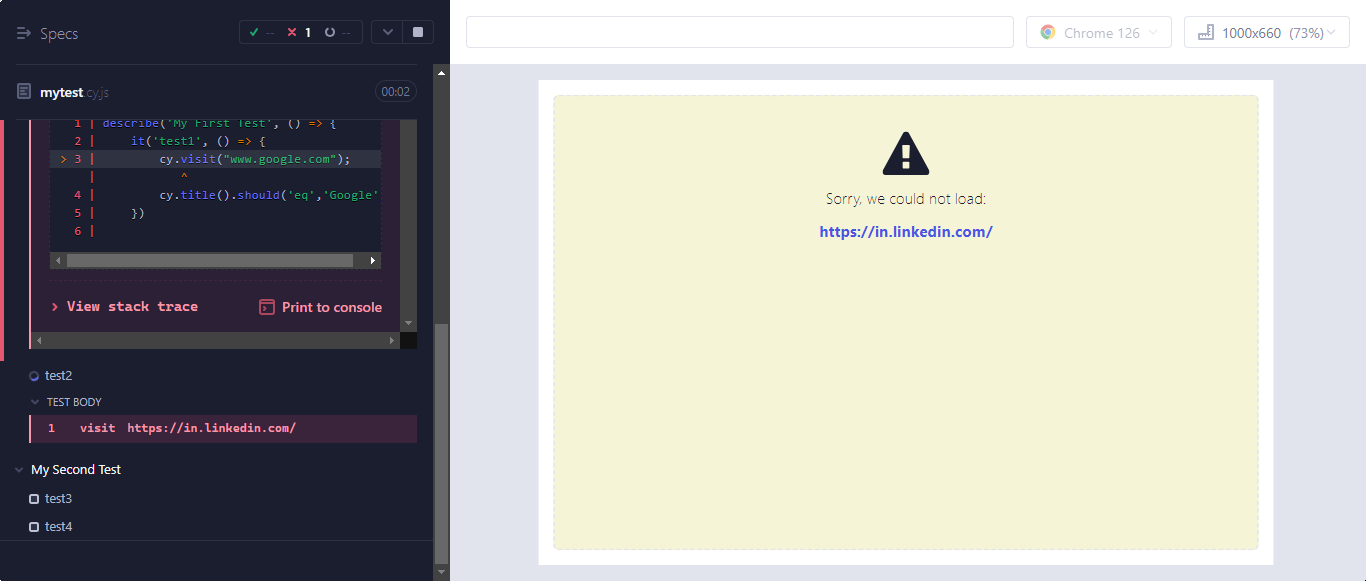 Specs
-- 1 --
mytest.cy.js
00:02
1 | describe('My First Test', () => {
2 | it('test1', () => {
> 3 | cy.visit("www.google.com");
| ^
4 | cy.title().should('eq','Google'
5 | })
6 |
View stack trace
Print to console
test2
TEST BODY
1 visit https://in.linkedin.com/
My Second Test
test3
test4
Chrome 126
1000x660 (73%)
Sorry, we could not load:
https://in.linkedin.com/